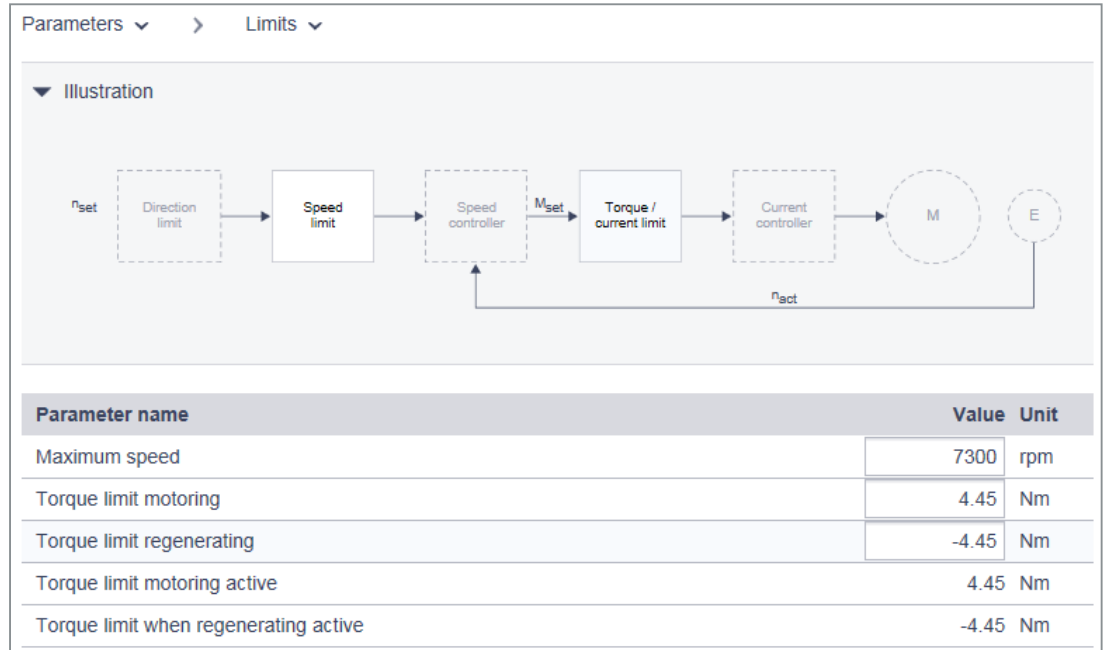 Parameters > Limits
Illustration
nset
Direction
limit
Speed
limit
Speed
controller
Mset
Torque /
current limit
Current
controller
M
E
nact
Parameter name Value Unit
Maximum speed 7300 rpm
Torque limit motoring 4.45 Nm
Torque limit regenerating -4.45 Nm
Torque limit motoring active 4.45 Nm
Torque limit when regenerating active -4.45 Nm